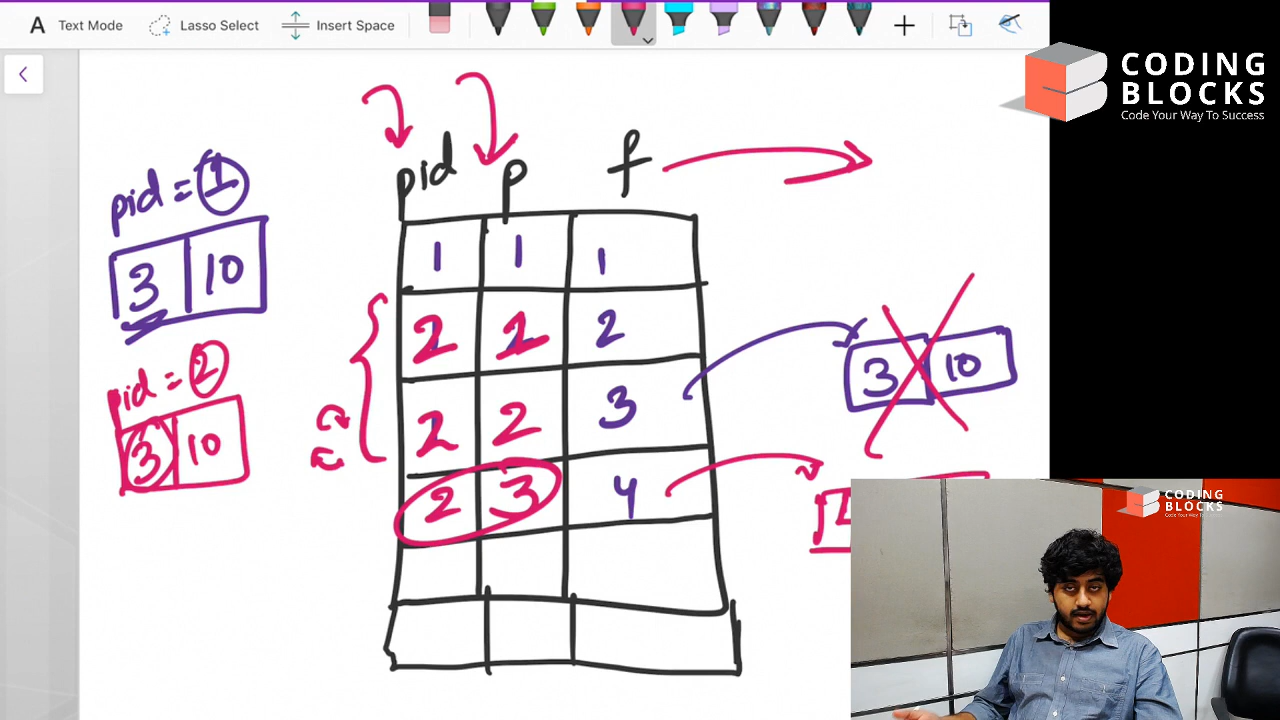 Text Mode Lasso Select Insert Space
CODING
BLOCKS
Code Your Way To Success
pid p f
pid = 1
3 10
1 1 1
2 2 2
2 2 3
2 3 4
pid = 2
3 10
3 10
CODING
BLOCKS